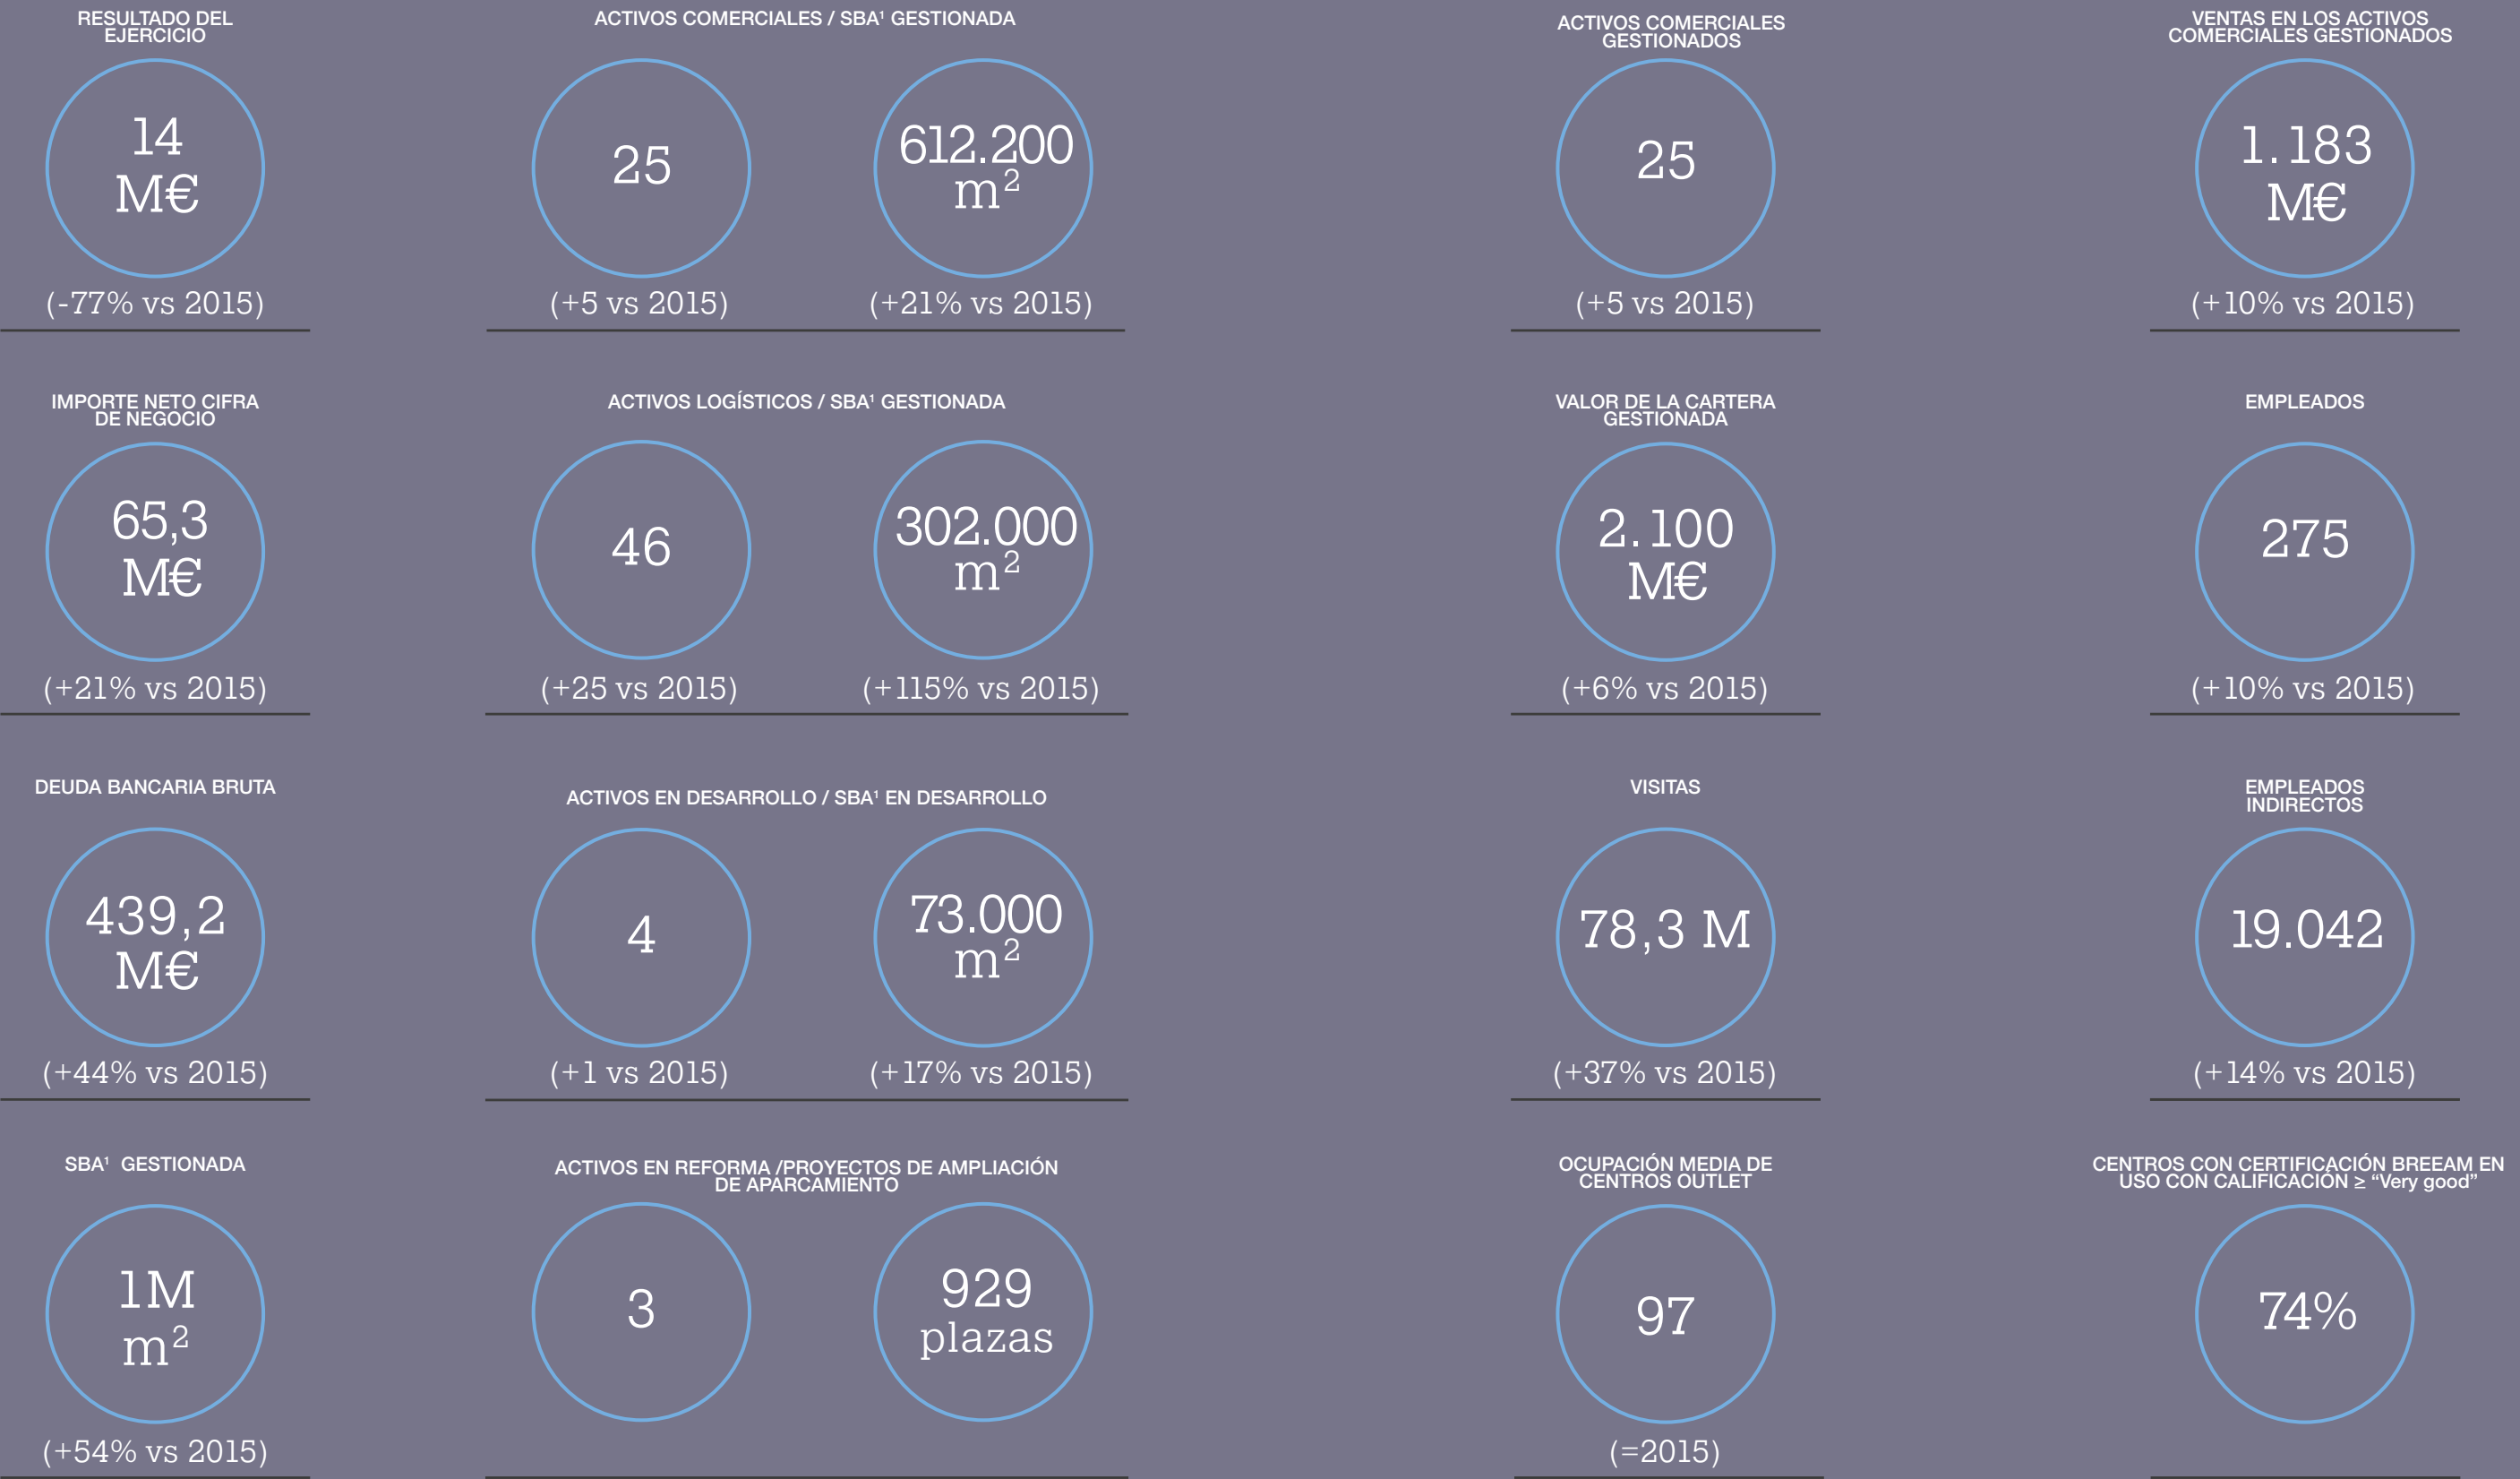 RESULTADO DEL
EJERCICIO
14
M€
(-77% vs 2015)
ACTIVOS COMERCIALES / SBA¹ GESTIONADA
25
(+5 vs 2015)
612.200
m²
(+21% vs 2015)
ACTIVOS COMERCIALES
GESTIONADOS
25
(+5 vs 2015)
VENTAS EN LOS ACTIVOS
COMERCIALES GESTIONADOS
1.183
M€
(+10% vs 2015)
IMPORTE NETO CIFRA
DE NEGOCIO
65,3
M€
(+21% vs 2015)
ACTIVOS LOGÍSTICOS / SBA¹ GESTIONADA
46
(+25 vs 2015)
302.000
m²
(+115% vs 2015)
VALOR DE LA CARTERA
GESTIONADA
2.100
M€
(+6% vs 2015)
EMPLEADOS
275
(+10% vs 2015)
DEUDA BANCARIA BRUTA
439,2
M€
(+44% vs 2015)
ACTIVOS EN DESARROLLO / SBA¹ EN DESARROLLO
4
(+1 vs 2015)
73.000
m²
(+17% vs 2015)
VISITAS
78,3 M
(+37% vs 2015)
EMPLEADOS
INDIRECTOS
19.042
(+14% vs 2015)
SBA¹ GESTIONADA
1M
m²
(+54% vs 2015)
ACTIVOS EN REFORMA /PROYECTOS DE AMPLIACIÓN
DE APARCAMIENTO
3
929
plazas
OCUPACIÓN MEDIA DE
CENTROS OUTLET
97
(=2015)
CENTROS CON CERTIFICACIÓN BREEAM EN
USO CON CALIFICACIÓN ≥ “Very good”
74%